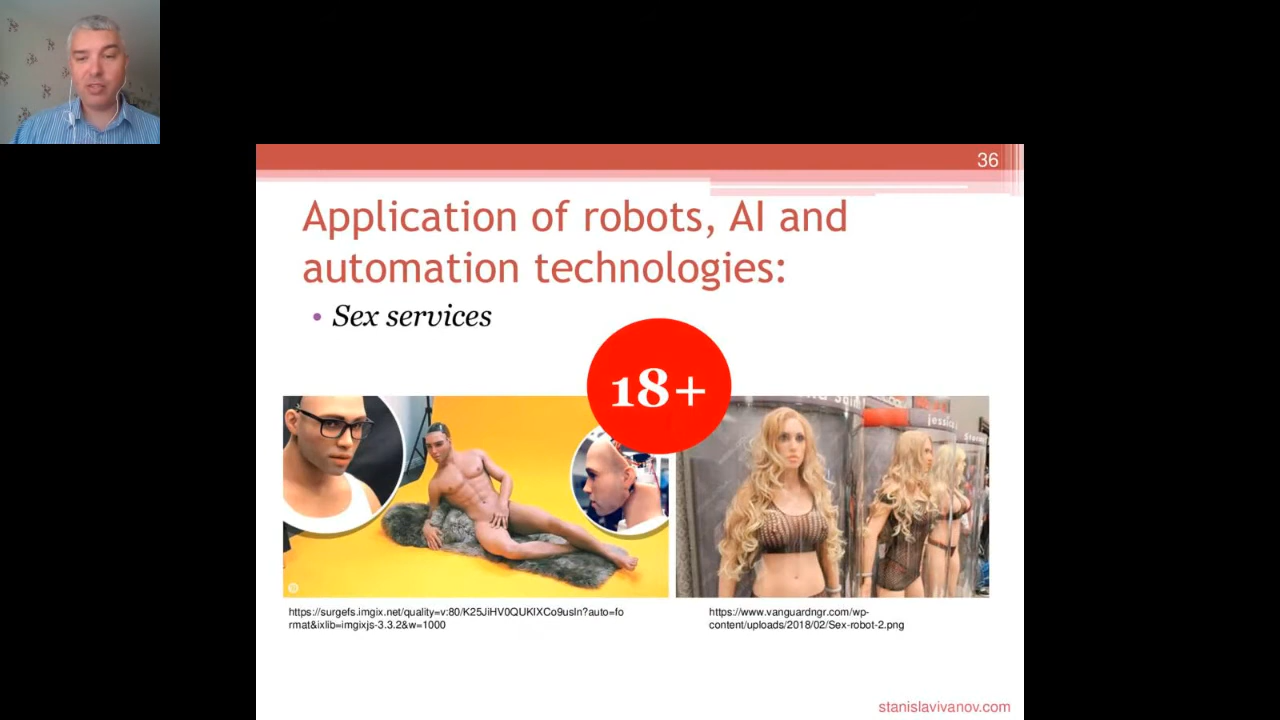 36
Application of robots, AI and
automation technologies:
• Sex services
18+
jessic
https://surgefs.imgix.net/quality=v:80/K25JiHV0QUKIXCo9usIn?auto=fo
rmat&ixlib=imgixjs-3.3.2&w=1000
https://www.vanguardngr.com/wp-
content/uploads/2018/02/Sex-robot-2.png
stanislavivanov.com